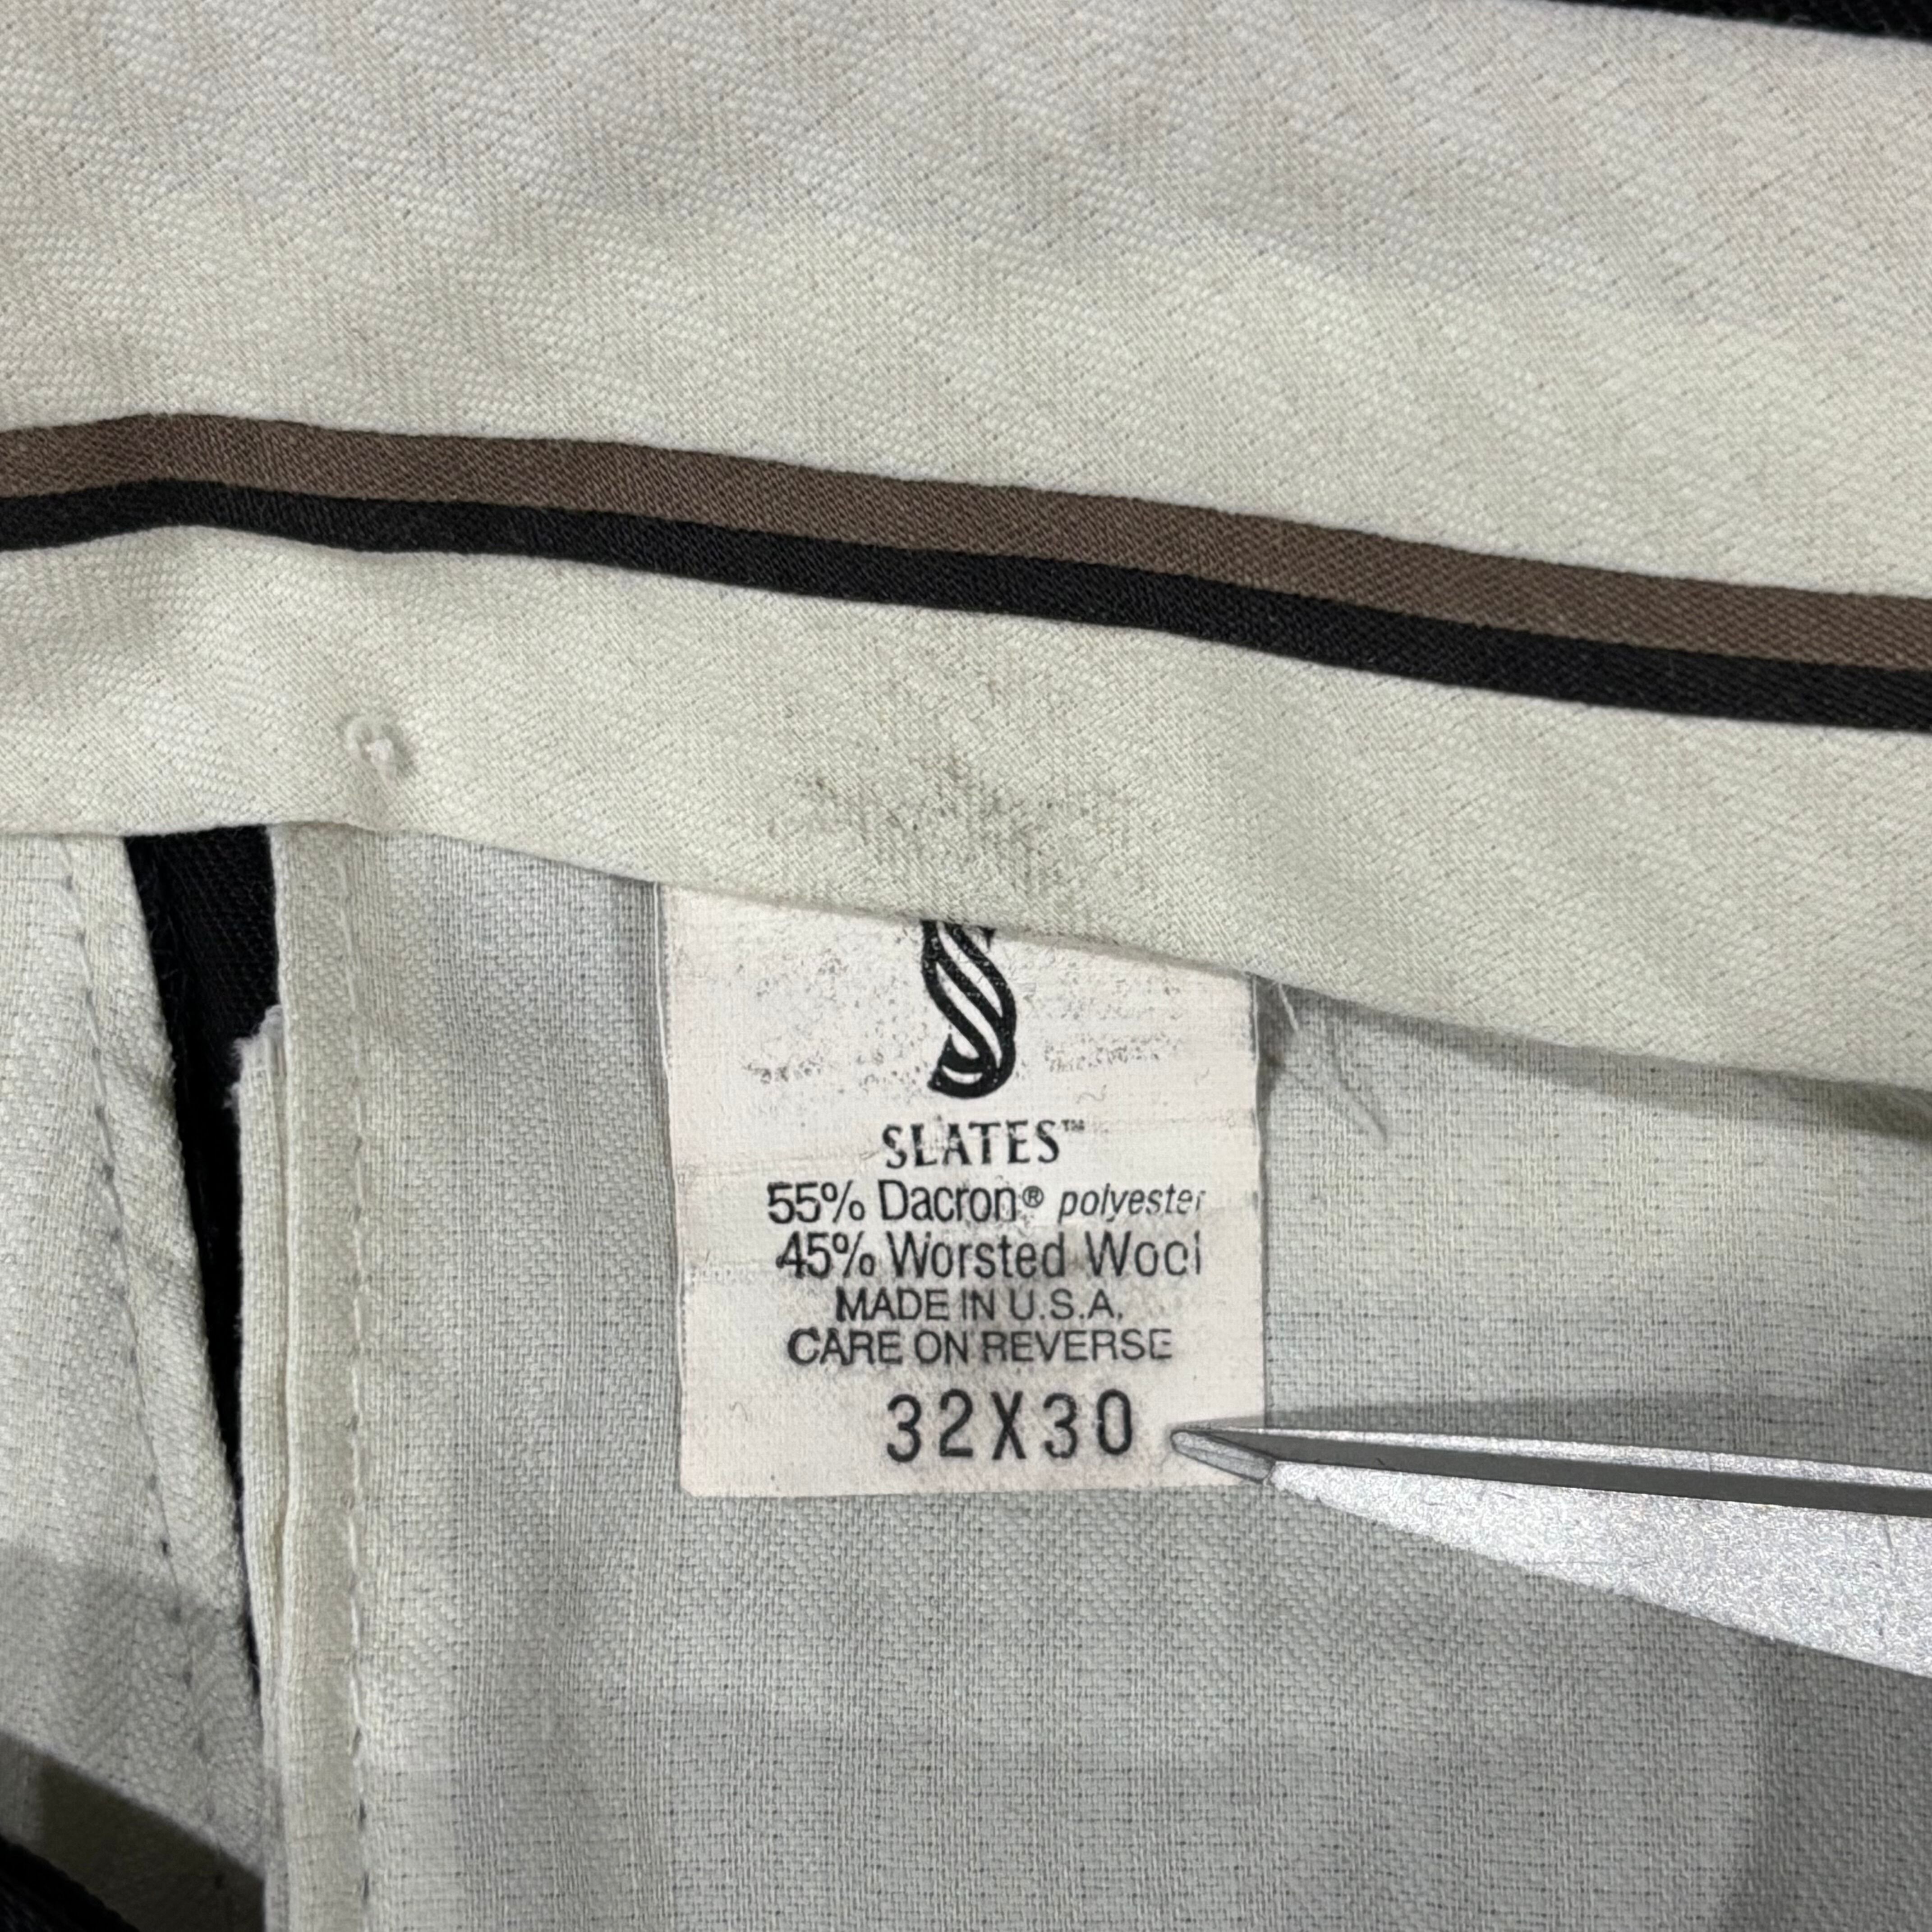 SLATES™
55% Dacron® polyester
45% Worsted Wool
MADE IN U.S.A.
CARE ON REVERSE
32X30